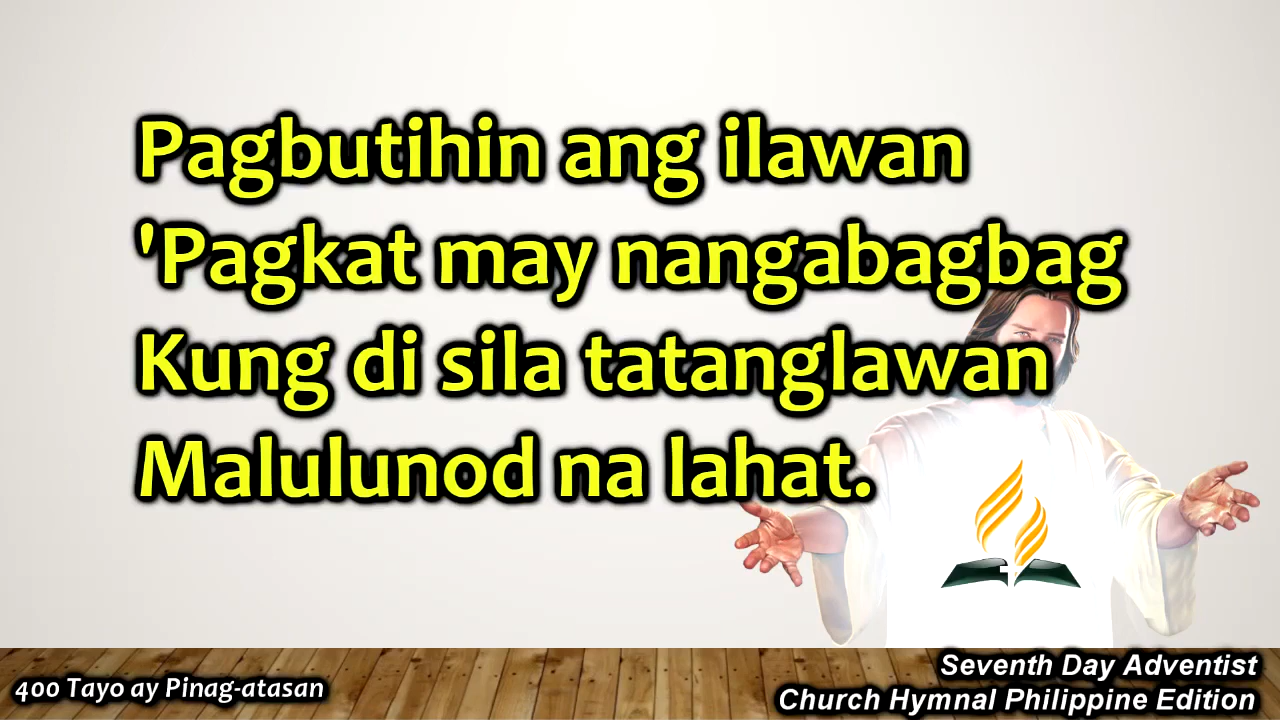 Pagbutihin ang ilawan
'Pagkat may nangabagbag
Kung di sila tatanglawan
Malulunod na lahat.
400 Tayo ay Pinag-atasan
Seventh Day Adventist
Church Hymnal Philippine Edition